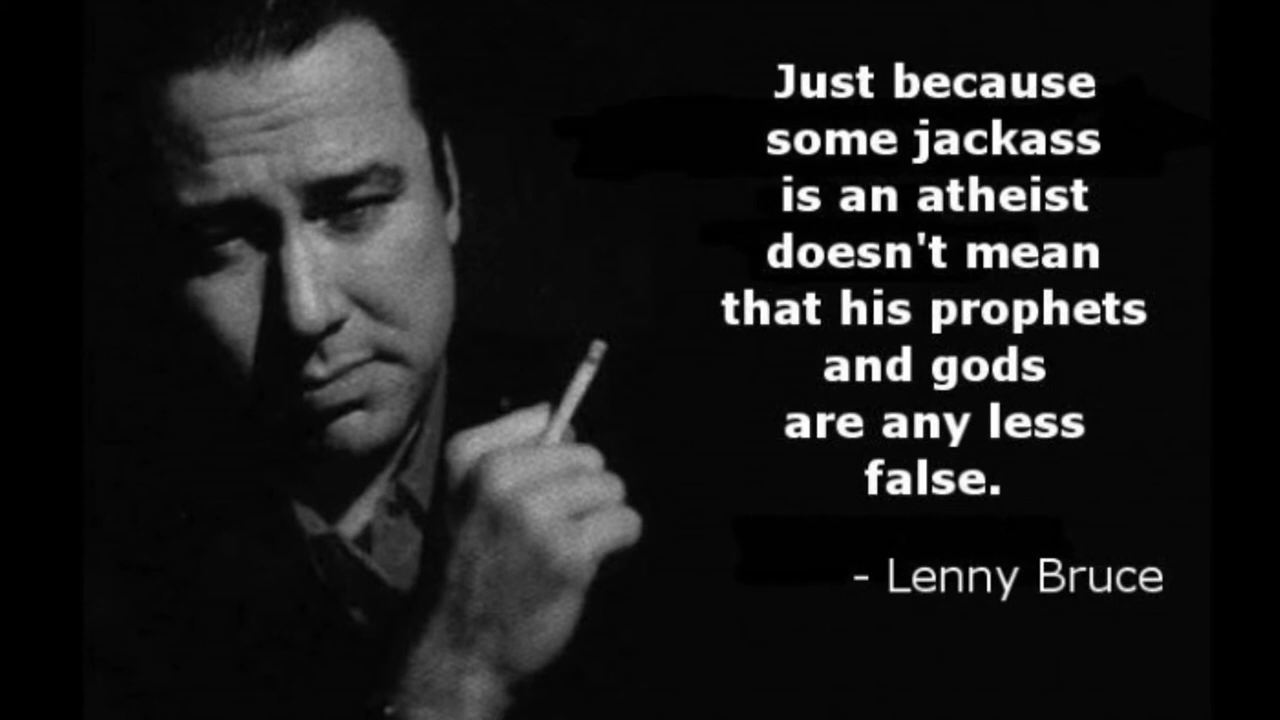 Just because
some jackass
is an atheist
doesn't mean
that his prophets
and gods
are any less
false.
- Lenny Bruce